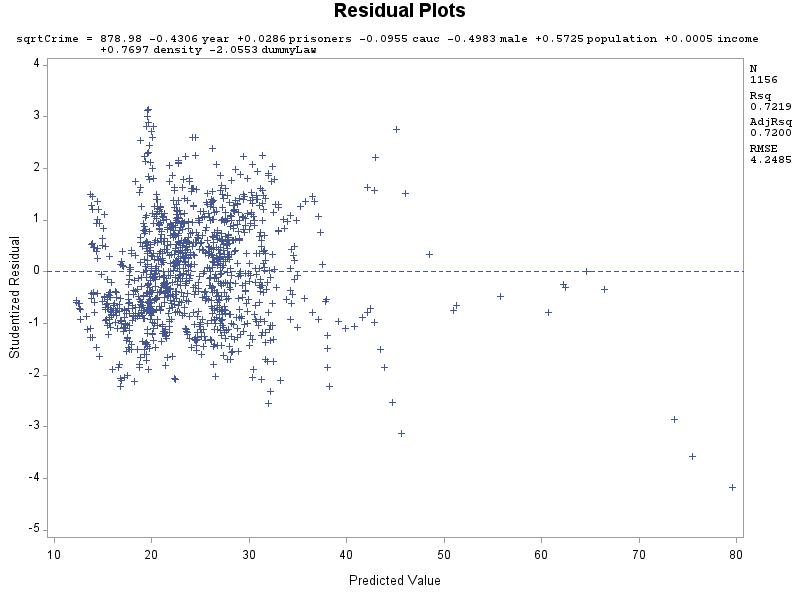 Residual Plots
sqrtCrime = 878.98 -0.4306 year +0.0286 prisoners -0.0955 cauc -0.4983 male +0.5725 population +0.0005 income
+0.7697 density -2.0553 dummyLaw
N
1156
Rsq
0.7219
AdjRsq
0.7200
RMSE
4.2485
Studentized Residual
4
3
2
1
0
-1
-2
-3
-4
-5
10 20 30 40 50 60 70 80
Predicted Value